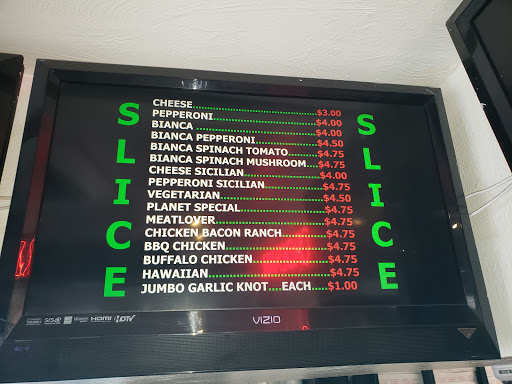 SLICE
CHEESE..............................$3.00
PEPPERONI..............................$4.00
BIANCA..............................$4.00
BIANCA PEPPERONI..............$4.50
BIANCA SPINACH TOMATO.......$4.75
BIANCA SPINACH MUSHROOM....$4.75
CHEESE SICILIAN....................$4.00
PEPPERONI SICILIAN.................$4.75
VEGETARIAN..........................$4.50
PLANET SPECIAL......................$4.75
MEATLOVER...........................$4.75
CHICKEN BACON RANCH..........$4.75
BBQ CHICKEN........................$4.75
BUFFALO CHICKEN..................$4.75
HAWAIIAN............................$4.75
JUMBO GARLIC KNOT....EACH.....$1.00
SLICE
SRS HDMI HDTV
VIZIO